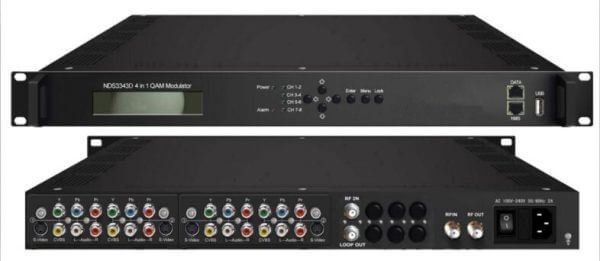 NDS3343D 4 in 1 QAM Modulator
Power
CH 1-2
CH 3-4
CH 5-6
Alarm
CH 7-8
Enter Menu Lock
DATA
NMS
USB
Y Pb Pr Y Pb Pr Y Pb Pr Y Pb Pr
S-Video CVBS L—Audio—R CVBS L—Audio—R S-Video S-Video CVBS L—Audio—R CVBS L—Audio—R S-Video
RF IN
LOOP OUT
RFIN RF OUT
AC 100V-240V 50/60Hz 2A